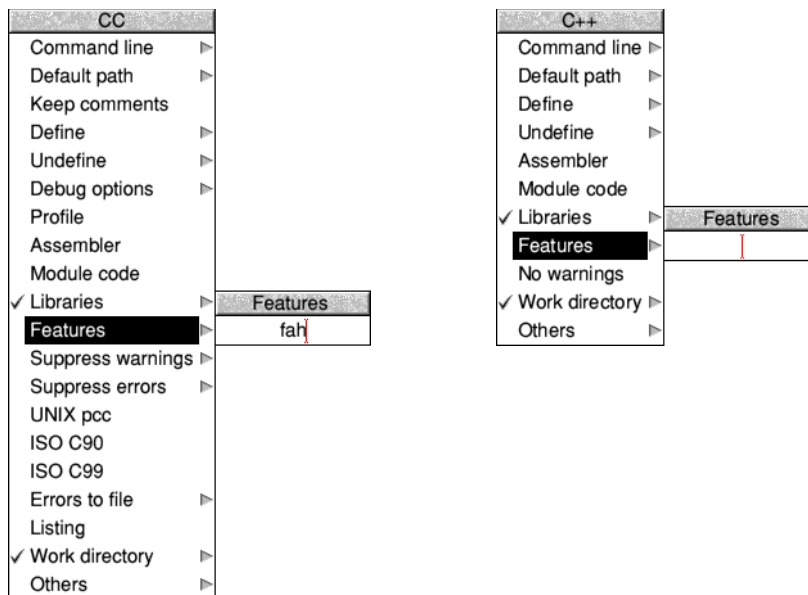 CC
Command line
Default path
Keep comments
Define
Undefine
Debug options
Profile
Assembler
Module code
Libraries
Features
Suppress warnings
Suppress errors
UNIX pcc
ISO C90
ISO C99
Errors to file
Listing
Work directory
Others
Features
fah
C++
Command line
Default path
Define
Undefine
Assembler
Module code
Libraries
Features
No warnings
Work directory
Others
Features